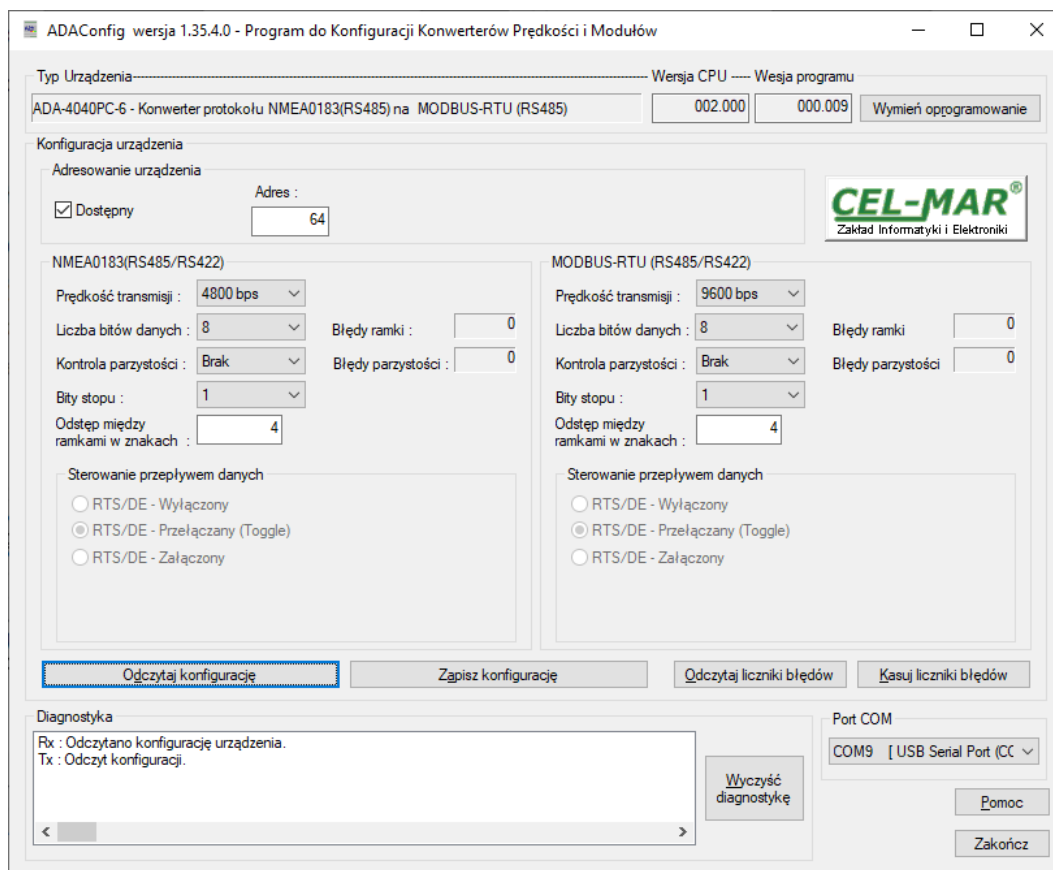 ADAConfig wersja 1.35.4.0 - Program do Konfiguracji Konwerterów Prędkości i Modułów
Typ Urządzenia
Wersja CPU
Wesja programu
ADA-4040PC-6 - Konwerter protokołu NMEA0183(RS485) na MODBUS-RTU (RS485)
002.000
000.009
Wymień oprogramowanie
Konfiguracja urządzenia
Adresowanie urządzenia
Dostępny
Adres :
64
CEL-MAR®
Zakład Informatyki i Elektroniki
NMEA0183(RS485/RS422)
Prędkość transmisji : 4800 bps
Liczba bitów danych : 8
Błędy ramki : 0
Kontrola parzystości : Brak
Błędy parzystości : 0
Bity stopu : 1
Odstęp między
ramkami w znakach : 4
Sterowanie przepływem danych
RTS/DE - Wyłączony
RTS/DE - Przełączany (Toggle)
RTS/DE - Załączony
MODBUS-RTU (RS485/RS422)
Prędkość transmisji : 9600 bps
Liczba bitów danych : 8
Błędy ramki 0
Kontrola parzystości : Brak
Błędy parzystości 0
Bity stopu : 1
Odstęp między
ramkami w znakach : 4
Sterowanie przepływem danych
RTS/DE - Wyłączony
RTS/DE - Przełączany (Toggle)
RTS/DE - Załączony
Odczytaj konfigurację
Zapisz konfigurację
Odczytaj liczniki błędów
Kasuj liczniki błędów
Diagnostyka
Rx : Odczytano konfigurację urządzenia.
Tx : Odczyt konfiguracji.
Wyczyść
diagnostykę
Port COM
COM9 [ USB Serial Port (CC
Pomoc
Zakończ